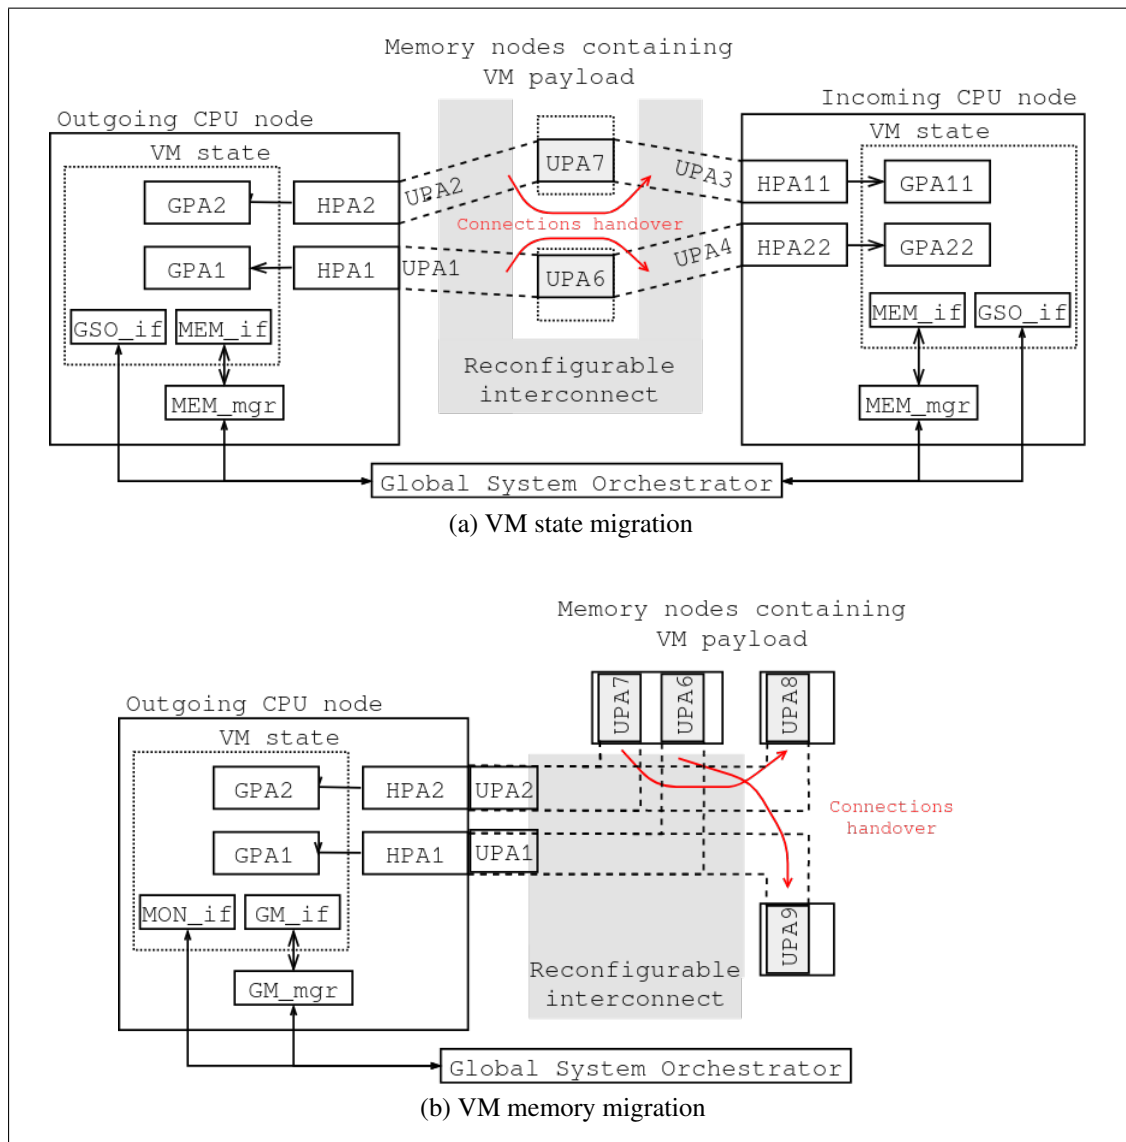 Memory nodes containing
VM payload
Outgoing CPU node
Incoming CPU node
VM state
VM state
GPA2
HPA2
UPA2
UPA7
UPA3
HPA11
GPA11
Connections handover
GPA1
HPA1
UPA1
UPA6
UPA4
HPA22
GPA22
GSO_if
MEM_if
MEM_if
GSO_if
Reconfigurable
interconnect
MEM_mgr
MEM_mgr
Global System Orchestrator
(a) VM state migration
Memory nodes containing
VM payload
UPA7
UPA6
UPA8
Outgoing CPU node
VM state
GPA2
HPA2
UPA2
Connections
handover
GPA1
HPA1
UPA1
MON_if
GM_if
UPA9
Reconfigurable
interconnect
GM_mgr
Global System Orchestrator
(b) VM memory migration